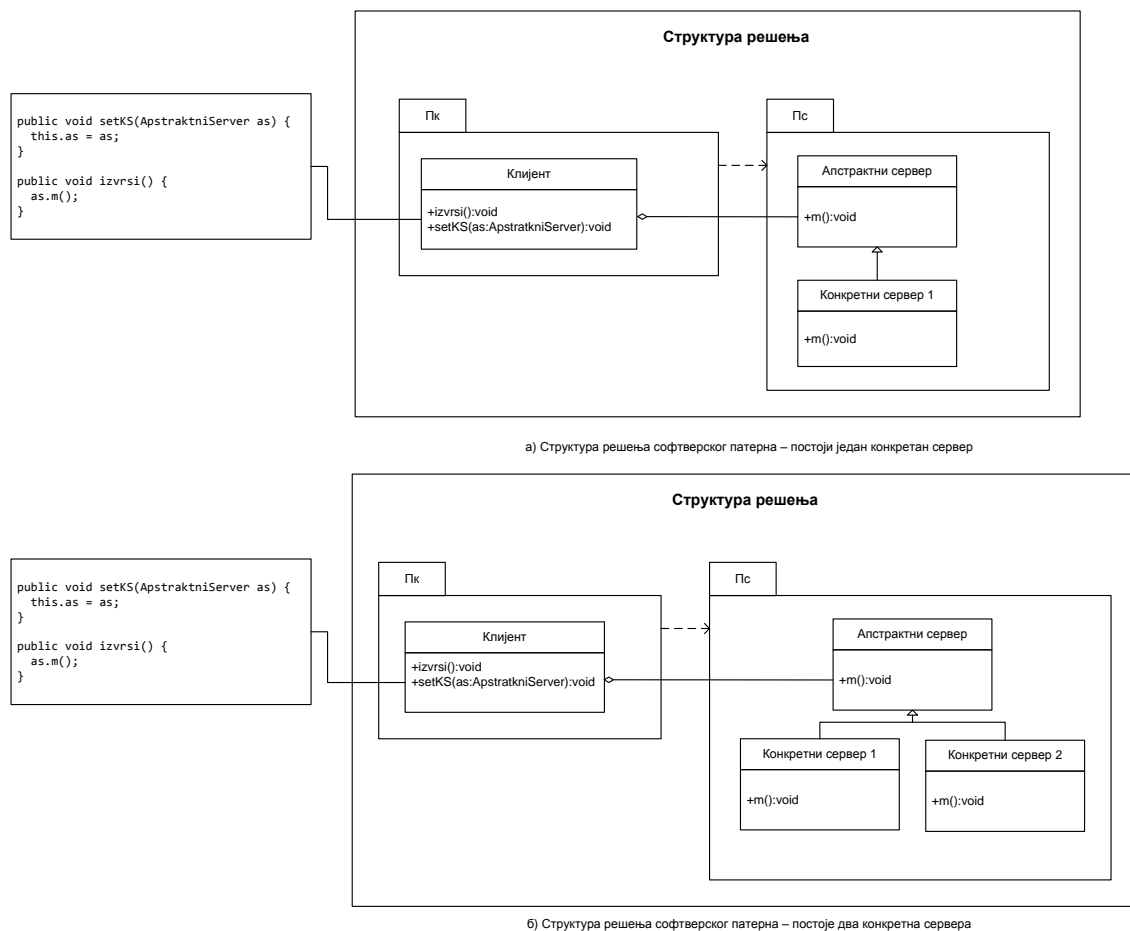 Структура решења
public void setKS(ApstraktniServer as) {
this.as = as;
}
public void izvrsi() {
as.m();
}
Пк
Клијент
+izvrsi():void
+setKS(as:ApstratkniServer):void
Пс
Апстрактни сервер
+m():void
Конкретни сервер 1
+m():void
а) Структура решења софтверског патерна – постоји један конкретан сервер
Структура решења
public void setKS(ApstraktniServer as) {
this.as = as;
}
public void izvrsi() {
as.m();
}
Пк
Клијент
+izvrsi():void
+setKS(as:ApstratkniServer):void
Пс
Апстрактни сервер
+m():void
Конкретни сервер 1
+m():void
Конкретни сервер 2
+m():void
б) Структура решења софтверског патерна – постоје два конкретна сервера